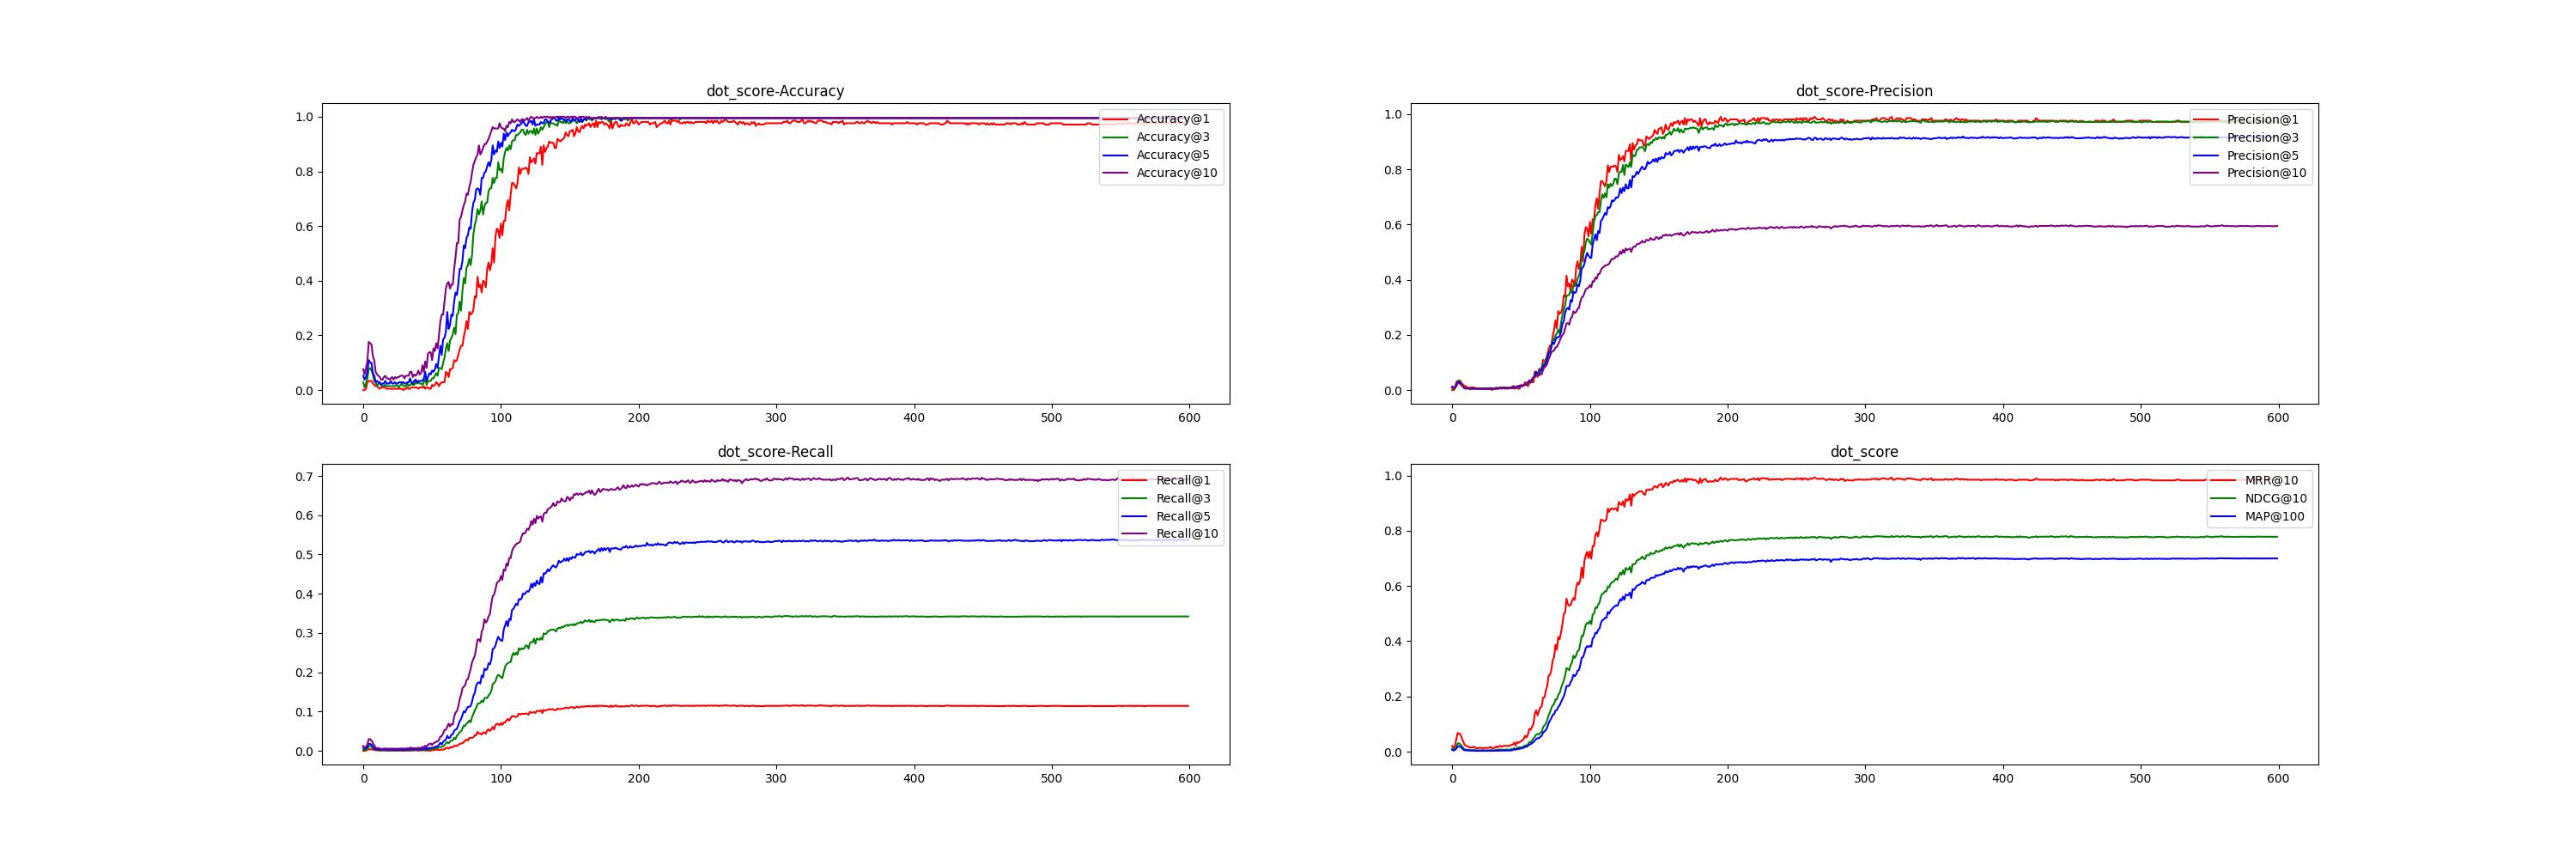 dot_score-Accuracy
1.0
0.8
0.6
0.4
0.2
0.0
0 100 200 300 400 500 600
Accuracy@1
Accuracy@3
Accuracy@5
Accuracy@10
dot_score-Precision
1.0
0.8
0.6
0.4
0.2
0.0
0 100 200 300 400 500 600
Precision@1
Precision@3
Precision@5
Precision@10
dot_score-Recall
0.7
0.6
0.5
0.4
0.3
0.2
0.1
0.0
0 100 200 300 400 500 600
Recall@1
Recall@3
Recall@5
Recall@10
dot_score
1.0
0.8
0.6
0.4
0.2
0.0
0 100 200 300 400 500 600
MRR@10
NDCG@10
MAP@100